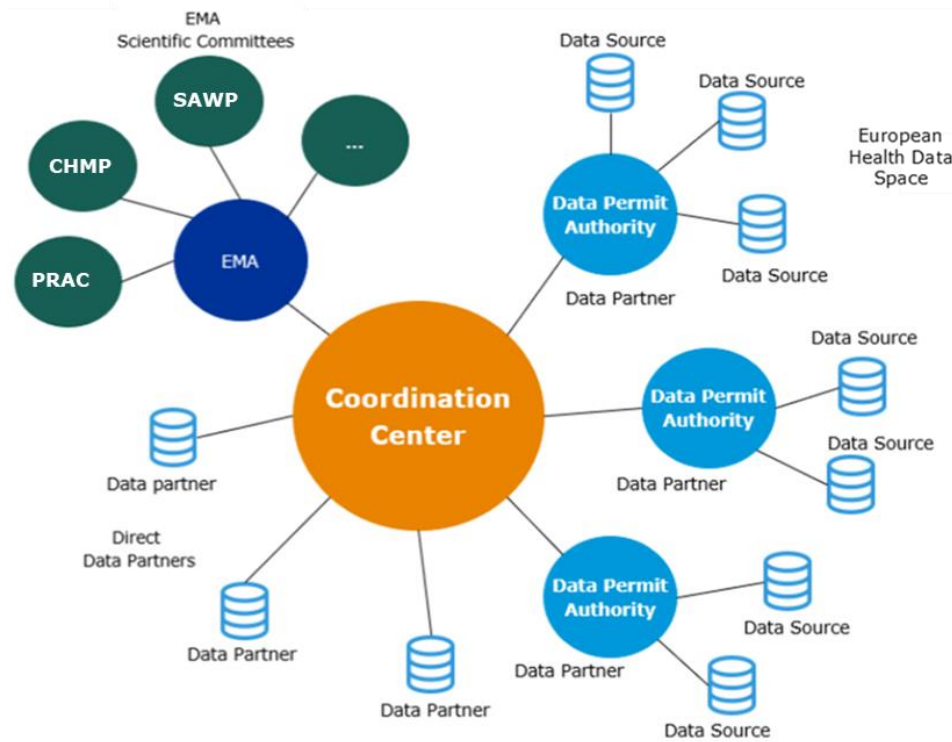 EMA
Scientific Committees
SAWP
...
CHMP
PRAC
EMA
Data Source
Data Source
European
Health Data
Space
Data Permit
Authority
Data Source
Data Partner
Coordination
Center
Data Source
Data Permit
Authority
Data Source
Data Partner
Data partner
Direct
Data Partners
Data Partner
Data Partner
Data Permit
Authority
Data Source
Data Partner
Data Source